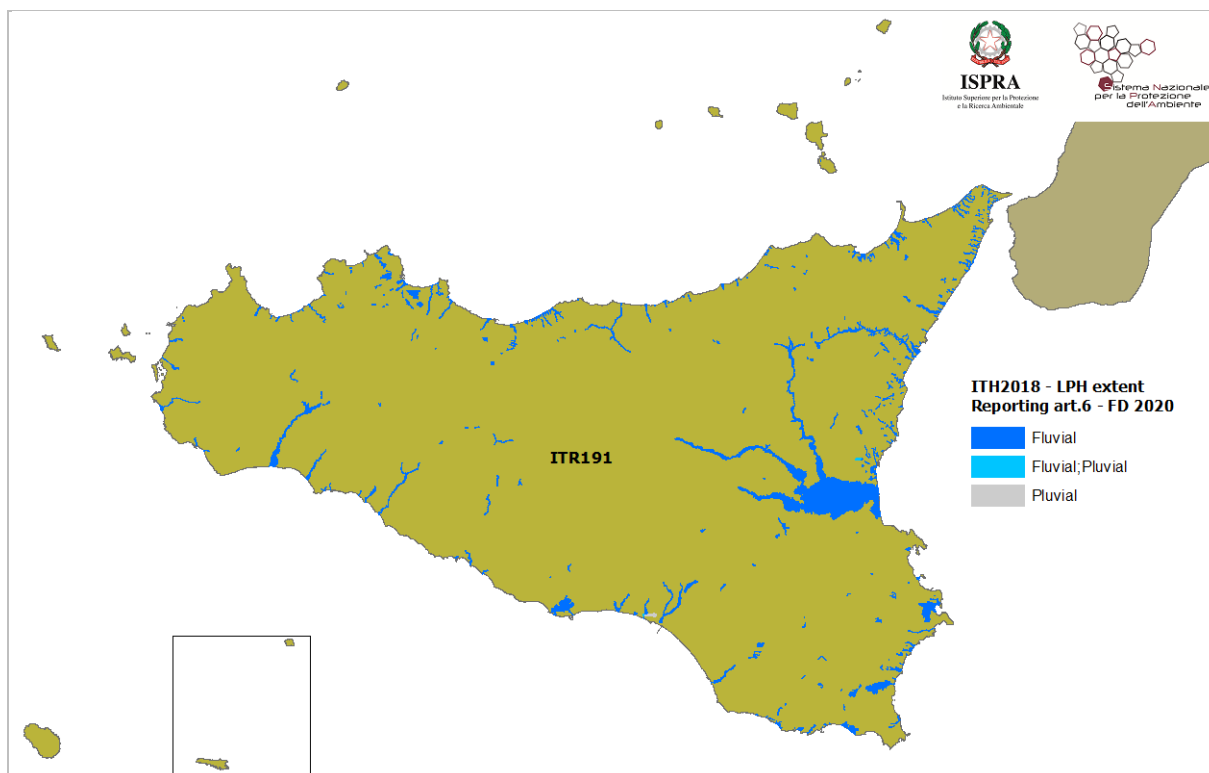 ISPRA
Istituto Superiore per la Protezione
e la Ricerca Ambientale
Sistema Nazionale
per la Protezione
dell'Ambiente
ITH2018 - LPH extent
Reporting art.6 - FD 2020
Fluvial
Fluvial;Pluvial
Pluvial
ITR191